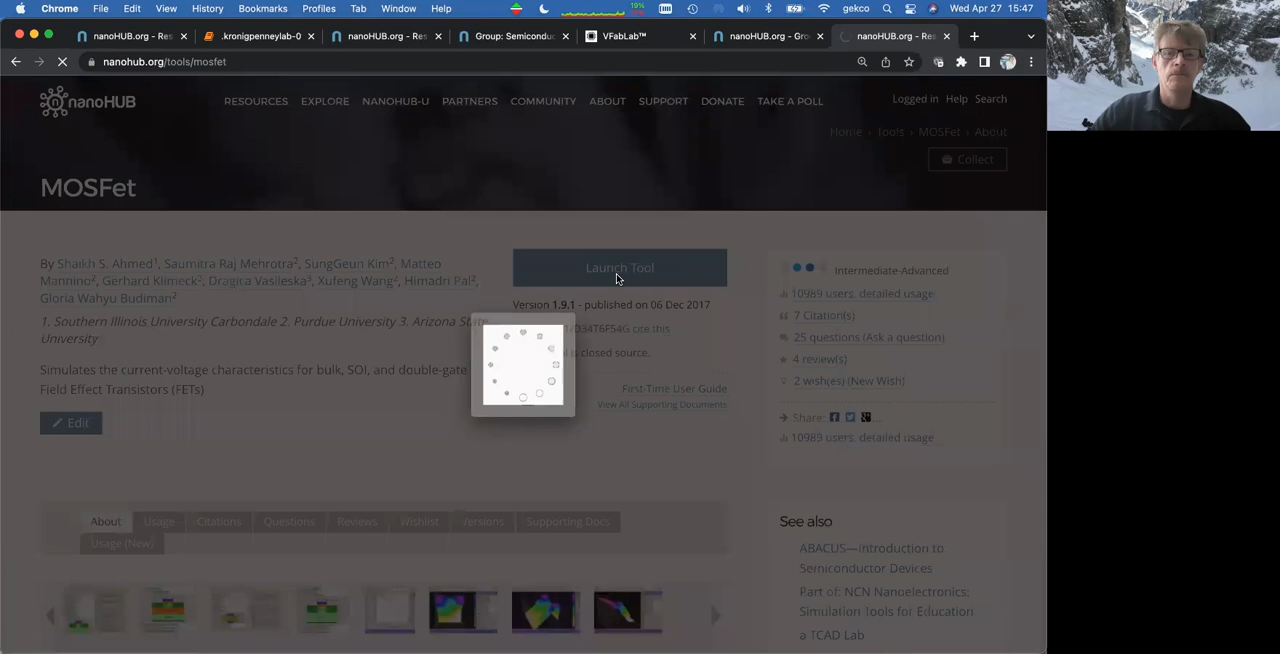 Chrome File Edit View History Bookmarks Profiles Tab Window Help 19% gekco Wed Apr 27 15:47
nanoHUB.org - Res .kronigpenneylab-0 nanoHUB.org - Res Group: Semicondu VFabLab™ nanoHUB.org - Gro nanoHUB.org - Res
nanohub.org/tools/mosfet
nanoHUB RESOURCES EXPLORE NANOHUB-U PARTNERS COMMUNITY ABOUT SUPPORT DONATE TAKE A POLL Logged in Help Search
Home › Tools › MOSFet › About
Collect
MOSFet
By Shaikh S. Ahmed¹, Saumitra Raj Mehrotra², SungGeun Kim², Matteo
Mannino², Gerhard Klimeck², Dragica Vasileska³, Xufeng Wang², Himadri Pal²,
Gloria Wahyu Budiman²
1. Southern Illinois University Carbondale 2. Purdue University 3. Arizona State
University
Simulates the current-voltage characteristics for bulk, SOI, and double-gate
Field Effect Transistors (FETs)
Edit
Launch Tool
Version 1.9.1 - published on 06 Dec 2017
/D34T6F54G cite this
is closed source.
First-Time User Guide
View All Supporting Documents
Intermediate-Advanced
10989 users, detailed usage
7 Citation(s)
25 questions (Ask a question)
4 review(s)
2 wish(es) (New Wish)
Share:
10989 users, detailed usage
About Usage Citations Questions Reviews Wishlist Versions Supporting Docs
Usage (New)
See also
ABACUS—Introduction to
Semiconductor Devices
Part of: NCN Nanoelectronics:
Simulation Tools for Education
a TCAD Lab